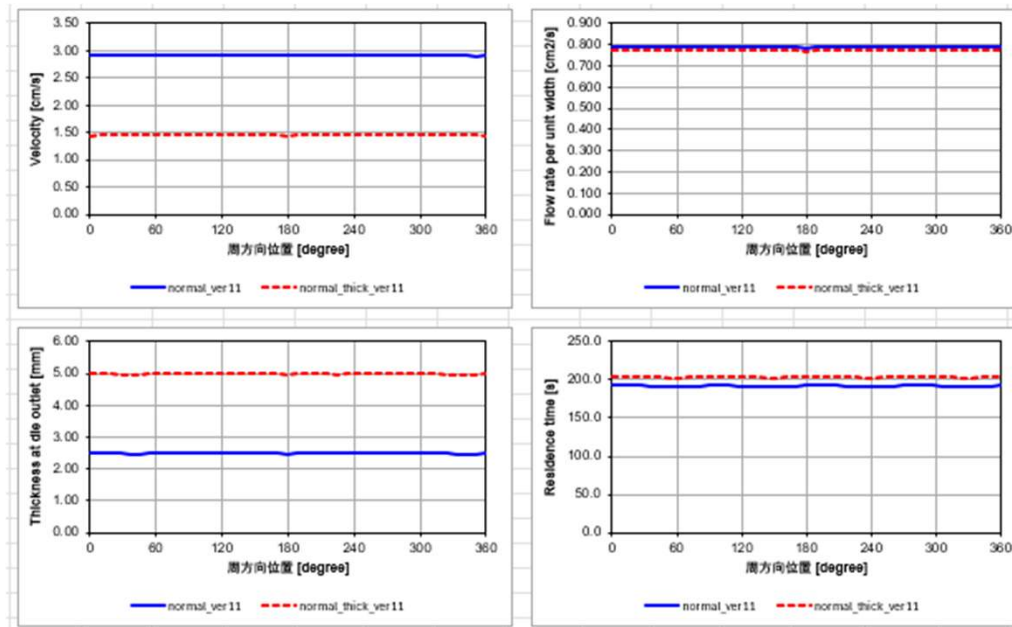 Velocity [cm/s]
3.50
3.00
2.50
2.00
1.50
1.00
0.50
0.00
0 60 120 180 240 300 360
周方向位置 [degree]
normal_ver11 normal_thick_ver11
Flow rate per unit width [cm2/s]
0.900
0.800
0.700
0.600
0.500
0.400
0.300
0.200
0.100
0.000
0 60 120 180 240 300 360
周方向位置 [degree]
normal_ver11 normal_thick_ver11
Thickness at die outlet [mm]
6.00
5.00
4.00
3.00
2.00
1.00
0.00
0 60 120 180 240 300 360
周方向位置 [degree]
normal_ver11 normal_thick_ver11
Residence time [s]
250.0
200.0
150.0
100.0
50.0
0.0
0 60 120 180 240 300 360
周方向位置 [degree]
normal_ver11 normal_thick_ver11